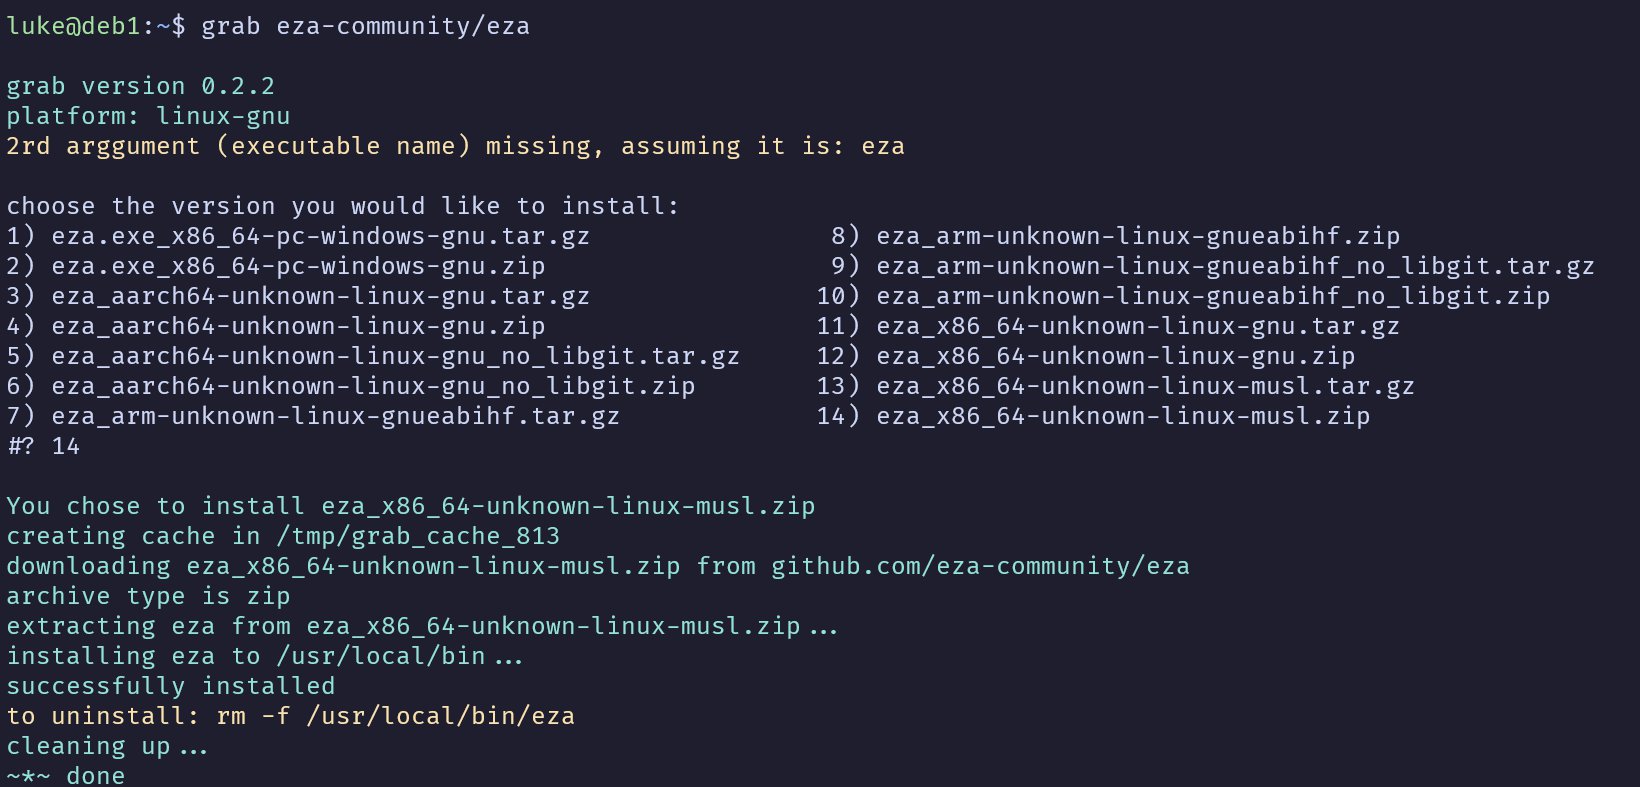 luke@deb1:~$ grab eza-community/eza
grab version 0.2.2
platform: linux-gnu
2rd arggument (executable name) missing, assuming it is: eza
choose the version you would like to install:
1) eza.exe_x86_64-pc-windows-gnu.tar.gz 8) eza_arm-unknown-linux-gnueabihf.zip
2) eza.exe_x86_64-pc-windows-gnu.zip 9) eza_arm-unknown-linux-gnueabihf_no_libgit.tar.gz
3) eza_aarch64-unknown-linux-gnu.tar.gz 10) eza_arm-unknown-linux-gnueabihf_no_libgit.zip
4) eza_aarch64-unknown-linux-gnu.zip 11) eza_x86_64-unknown-linux-gnu.tar.gz
5) eza_aarch64-unknown-linux-gnu_no_libgit.tar.gz 12) eza_x86_64-unknown-linux-gnu.zip
6) eza_aarch64-unknown-linux-gnu_no_libgit.zip 13) eza_x86_64-unknown-linux-musl.tar.gz
7) eza_arm-unknown-linux-gnueabihf.tar.gz 14) eza_x86_64-unknown-linux-musl.zip
#? 14
You chose to install eza_x86_64-unknown-linux-musl.zip
creating cache in /tmp/grab_cache_813
downloading eza_x86_64-unknown-linux-musl.zip from github.com/eza-community/eza
archive type is zip
extracting eza from eza_x86_64-unknown-linux-musl.zip...
installing eza to /usr/local/bin...
successfully installed
to uninstall: rm -f /usr/local/bin/eza
cleaning up...
~*~ done